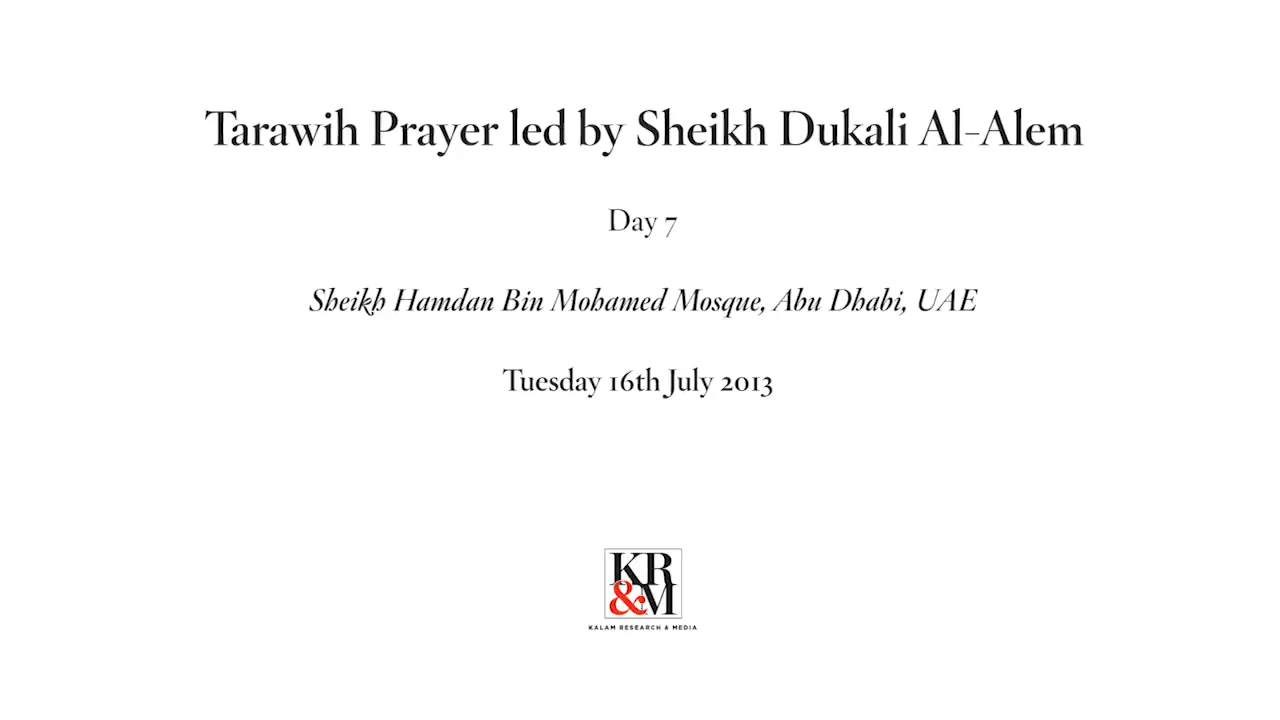 Tarawih Prayer led by Sheikh Dukali Al-Alem
Day 7
Sheikh Hamdan Bin Mohamed Mosque, Abu Dhabi, UAE
Tuesday 16th July 2013
KR
&M
KALAM RESEARCH & MEDIA